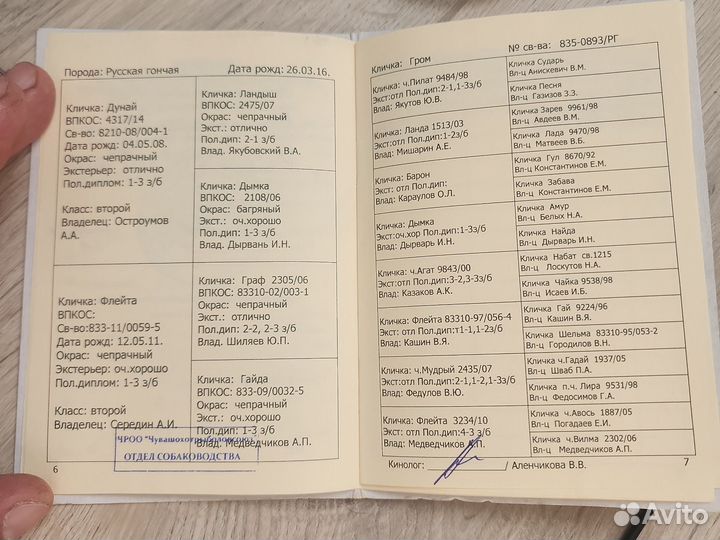 Порода: Русская гончая Дата рожд: 26.03.16.
Кличка: Дунай
ВПКОС: 4317/14
Св-во: 8210-08/004-1
Дата рожд: 04.05.08.
Окрас: чепрачный
Экстерьер: отлично
Пол.диплом: 1-3 з/б
Класс: второй
Владелец: Остроумов
А.А.
Кличка: Флейта
ВПКОС:
Св-во:833-11/0059-5
Дата рожд: 12.05.11.
Окрас: чепрачный
Экстерьер: оч.хорошо
Пол.диплом: 1-3 з/б
Класс: второй
Владелец: Середин А.И.
Кличка: Ландыш
ВПКОС: 2475/07
Окрас: чепрачный
Экст.: отлично
Пол.дип: 2-1 з/б
Влад. Якубовский В.А.
Кличка: Дымка
ВПКОС: 2108/06
Окрас: багряный
Экст.: оч.хорошо
Пол.дип: 1-3 з/б
Влад: Дырвань И.Н.
Кличка: Граф 2305/06
ВПКОС: 83310-02/003-1
Окрас: чепрачный
Экст.: отлично
Пол.дип: 2-2, 2-3 з/б
Влад: Шиляев Ю.П.
Кличка: Гайда
ВПКОС: 833-09/0032-5
Окрас: чепрачный
Экст.: оч.хорошо
Пол.дип: 1-3 з/б
Влад: Медведчиков А.П.
ЧРОО "Чувашохотрыболовсоюз"
ОТДЕЛ СОБАКОВОДСТВА
6
Кличка: Гром № св-ва: 835-0893/РГ
Кличка: ч.Пилат 9484/98
Экст:отл Пол.дип:2-1,1-3з/б
Влад: Якутов Ю.В.
Кличка: Ланда 1513/03
Экст:отл Пол.дип:1-2з/б
Влад: Мишарин А.Е.
Кличка: Барон
Экст: отл Пол.дип:
Влад: Караулов О.Л.
Кличка: Дымка
Экст:оч.хор Пол.дип:1-3з/б
Влад: Дырварь И.Н.
Кличка: ч.Агат 9843/00
Экст:отл Пол.дип:3-2,3-3з/б
Влад: Казаков А.К.
Кличка: Флейта 83310-97/056-4
Экст:отл Пол.дип:т1-1,1-2з/б
Влад: Кашин В.Я.
Кличка: ч.Мудрый 2435/07
Экст:отл Пол.дип:2-1,1-2,1-3з/б
Влад: Федулов В.Ю.
Кличка: Флейта 3234/10
Экст:отл Пол.дип:4-3 з/б
Влад: Медведчиков А.П.
Кличка Сударь
Вл-ц Анискевич В.М.
Кличка Песня
Вл-ц Газизов З.З.
Кличка Зарев 9961/98
Вл-ц Авдеев В.М.
Кличка Лада 9470/98
Вл-ц Матвеев В.Б.
Кличка Гул 8670/92
Вл-ц Константинов Е.М.
Кличка Забава
Вл-ц Константинов Е.М.
Кличка Амур
Вл-ц Белых Н.А.
Кличка Найда
Вл-ц Дырварь И.Н.
Кличка Набат св.1215
Вл-ц Лоскутов Н.А.
Кличка Чайка 9538/98
Вл-ц Исаев И.Б.
Кличка Гай 9224/96
Вл-ц Кашин В.Я.
Кличка Шельма 83310-95/053-2
Вл-ц Городилов В.Н.
Кличка ч.Гадай 1937/05
Вл-ц Шваб П.А.
Кличка п.ч. Лира 9531/98
Вл-ц Федосимов Г.А.
Кличка ч.Авось 1887/05
Вл-ц Погадаев Е.И.
Кличка ч.Вилма 2302/06
Вл-ц Медведчиков А.П.
Кинолог: / Аленчикова В.В.
7
Avito